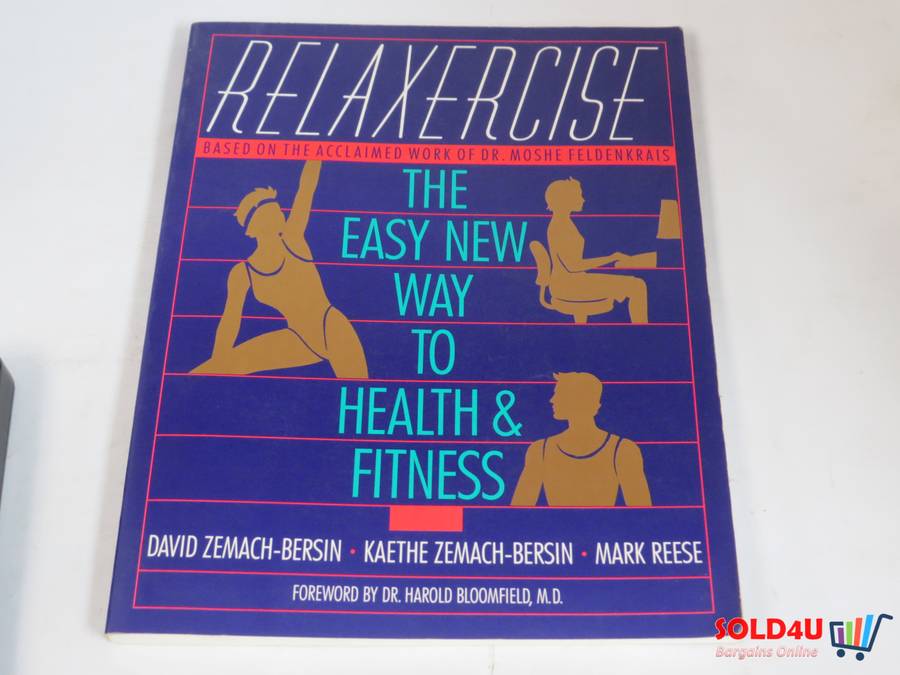 RELAXERCISE
BASED ON THE ACCLAIMED WORK OF DR. MOSHE FELDENKRAIS
THE
EASY NEW
WAY
TO
HEALTH &
FITNESS
DAVID ZEMACH-BERSIN • KAETHE ZEMACH-BERSIN • MARK REESE
FOREWORD BY DR. HAROLD BLOOMFIELD, M.D.
SOLD4U
Bargains Online